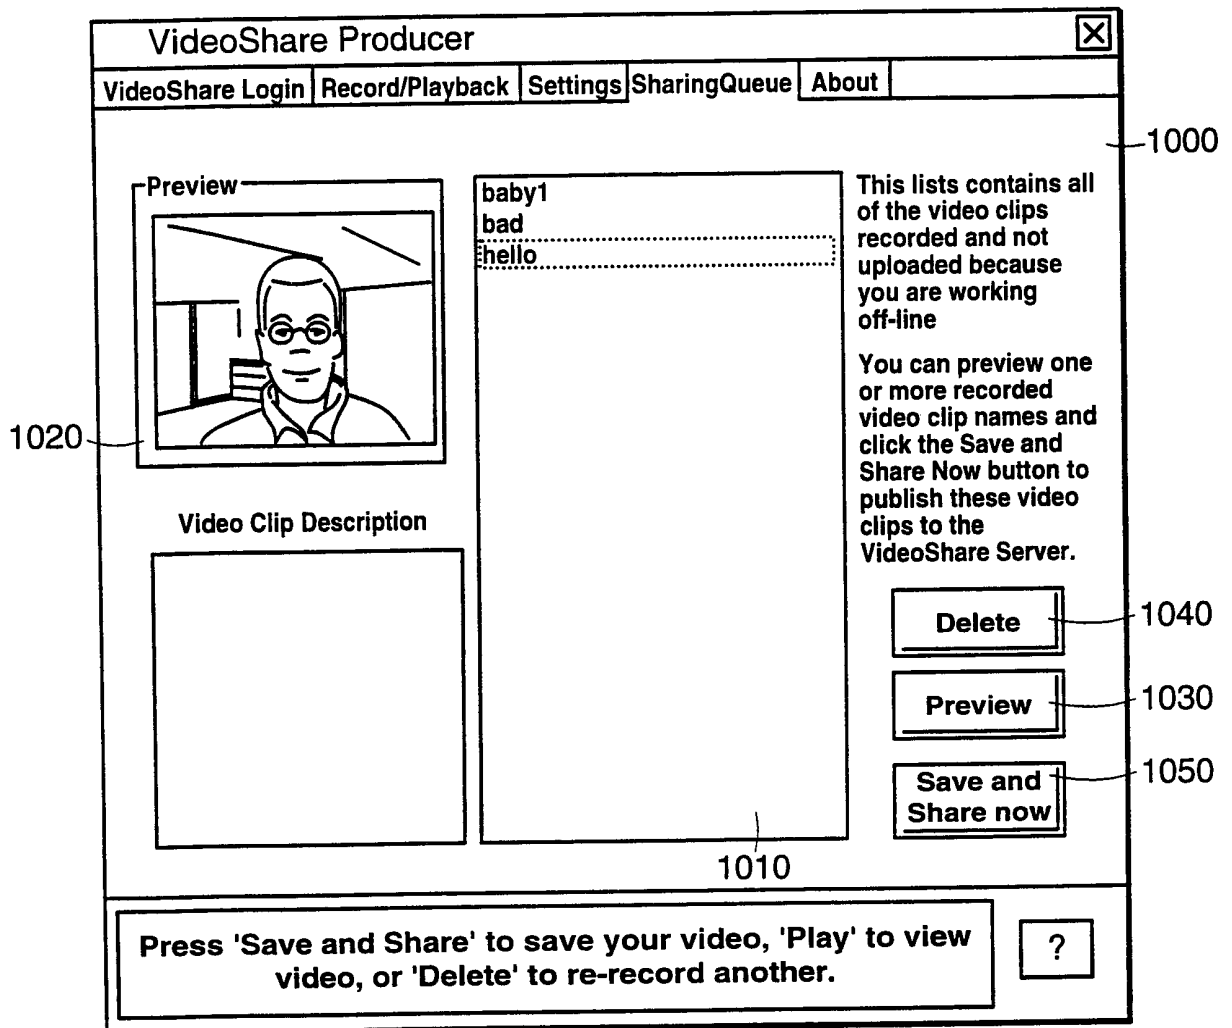 VideoShare Producer
VideoShare Login
Record/Playback
Settings
SharingQueue
About
1000
Preview
1020
Video Clip Description
baby1
bad
hello
1010
This lists contains all
of the video clips
recorded and not
uploaded because
you are working
off-line
You can preview one
or more recorded
video clip names and
click the Save and
Share Now button to
publish these video
clips to the
VideoShare Server.
Delete
1040
Preview
1030
Save and
Share now
1050
Press 'Save and Share' to save your video, 'Play' to view
video, or 'Delete' to re-record another.
?